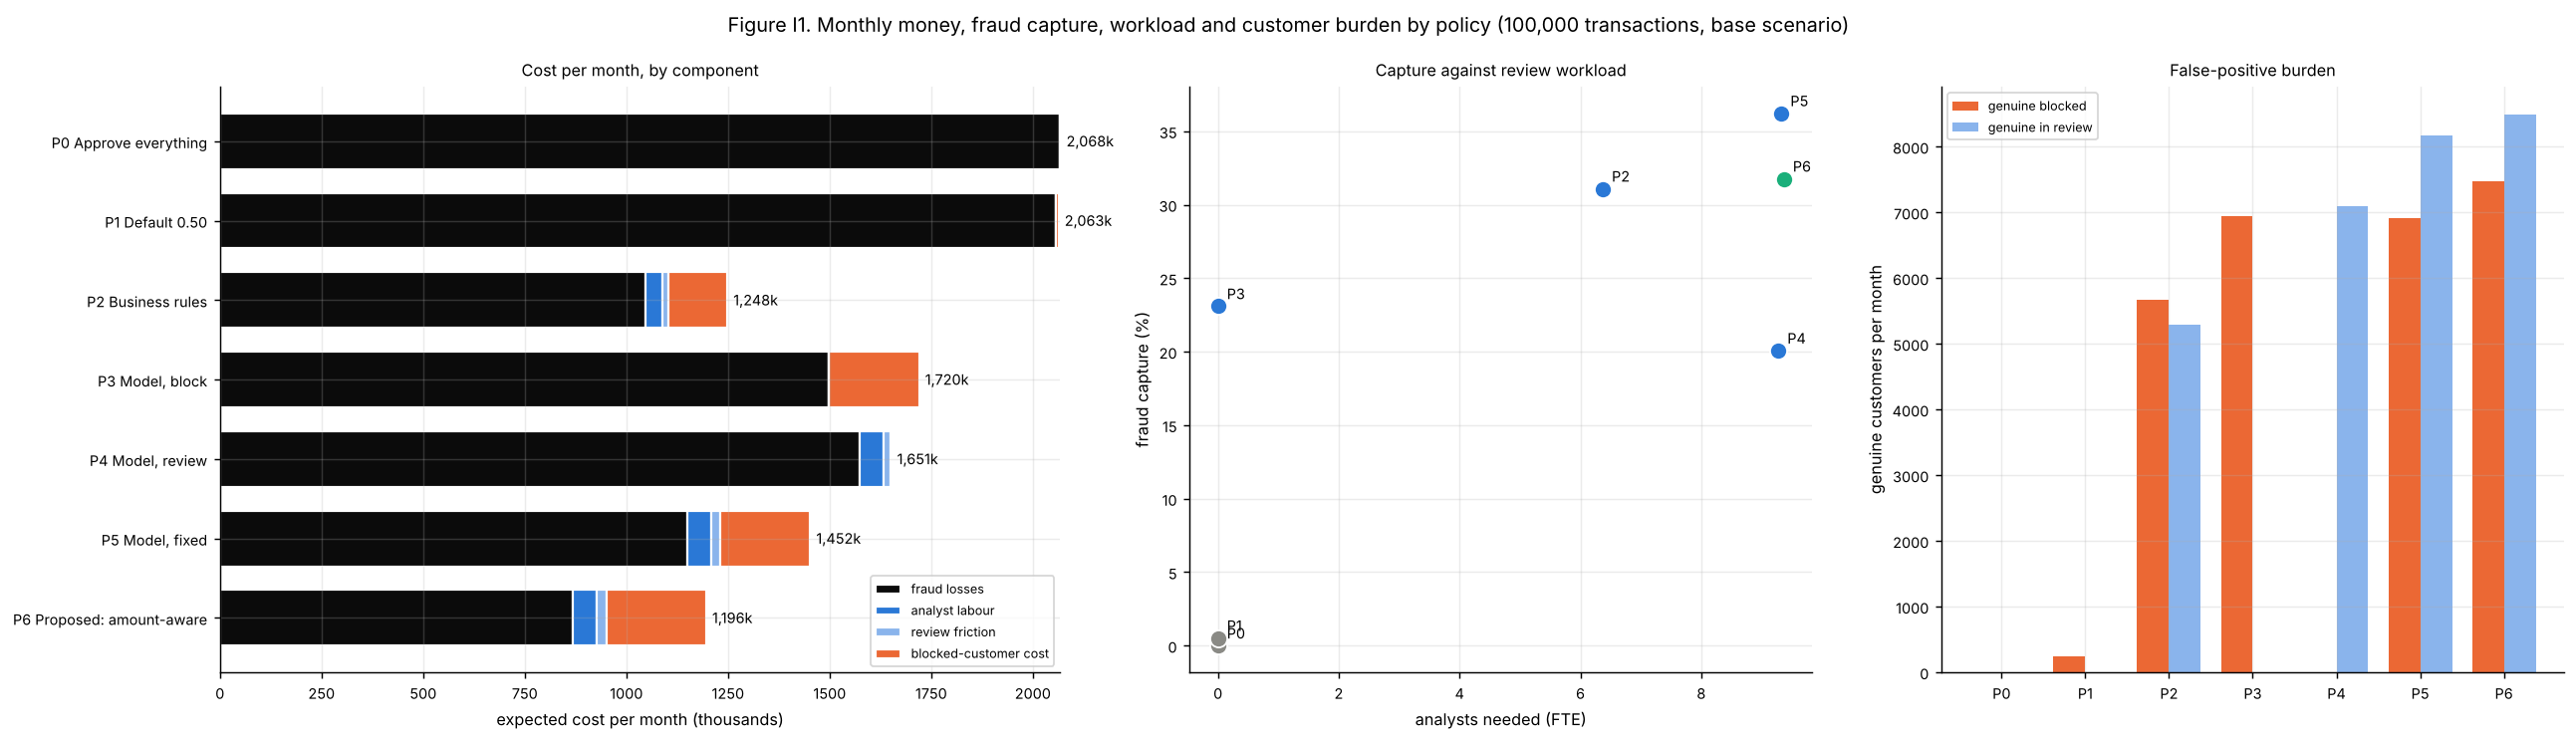 Figure I1. Monthly money, fraud capture, workload and customer burden by policy (100,000 transactions, base scenario)
Cost per month, by component
P0 Approve everything
2,068k
P1 Default 0.50
2,063k
P2 Business rules
1,248k
P3 Model, block
1,720k
P4 Model, review
1,651k
P5 Model, fixed
1,452k
P6 Proposed: amount-aware
1,196k
fraud losses
analyst labour
review friction
blocked-customer cost
0 250 500 750 1000 1250 1500 1750 2000
expected cost per month (thousands)
Capture against review workload
fraud capture (%)
35
30
25
20
15
10
5
0
P5
P6
P2
P3
P4
P1
P0
0 2 4 6 8
analysts needed (FTE)
False-positive burden
genuine blocked
genuine in review
genuine customers per month
8000
7000
6000
5000
4000
3000
2000
1000
0
P0 P1 P2 P3 P4 P5 P6